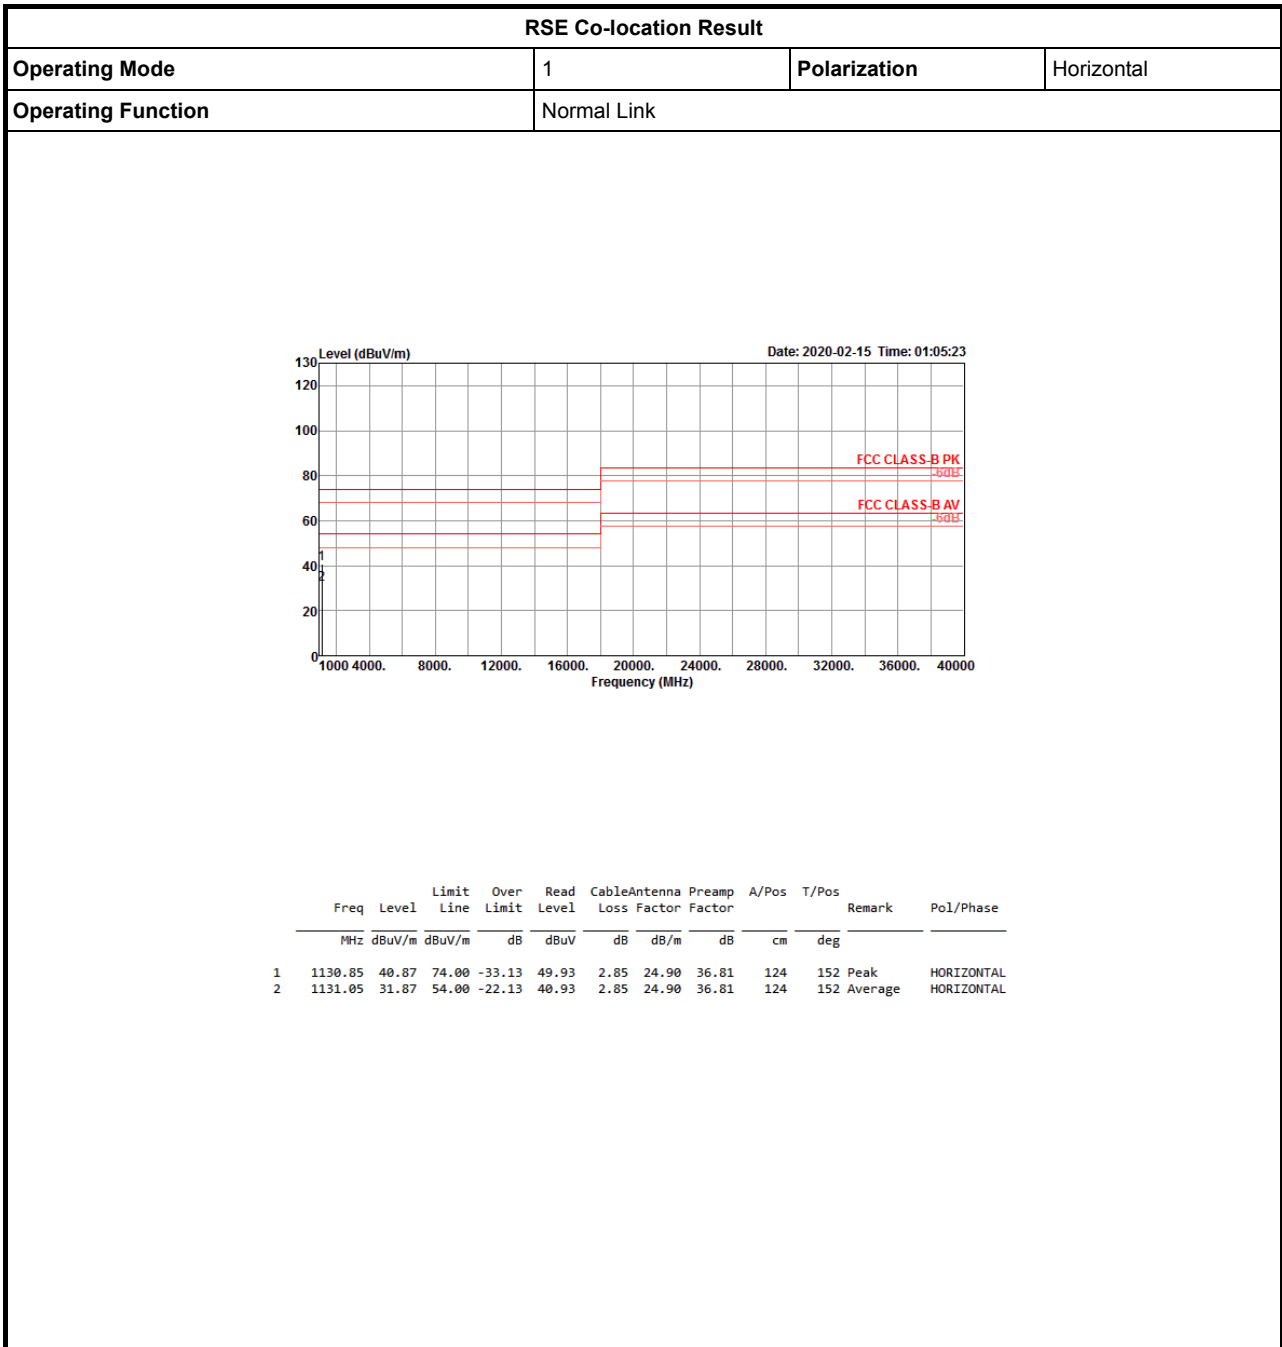 RSE Co-location Result
Operating Mode 1 Polarization Horizontal
Operating Function Normal Link
Level (dBuV/m) Date: 2020-02-15 Time: 01:05:23
130
120
100
FCC CLASS-B PK
80 -6dB
FCC CLASS-B AV
60 -6dB
1
40
2
20
0
1000 4000. 8000. 12000. 16000. 20000. 24000. 28000. 32000. 36000. 40000
Frequency (MHz)
Limit Over Read CableAntenna Preamp A/Pos T/Pos
Freq Level Line Limit Level Loss Factor Factor Remark Pol/Phase
MHz dBuV/m dBuV/m dB dBuV dB dB/m dB cm deg
1 1130.85 40.87 74.00 -33.13 49.93 2.85 24.90 36.81 124 152 Peak HORIZONTAL
2 1131.05 31.87 54.00 -22.13 40.93 2.85 24.90 36.81 124 152 Average HORIZONTAL